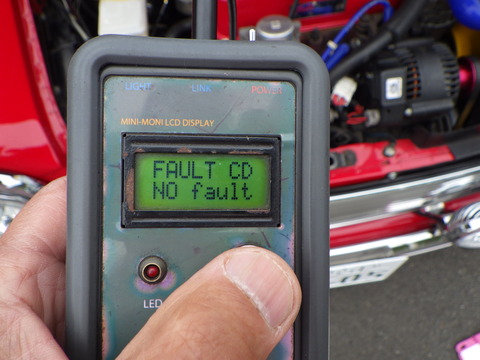 LIGHT LINK POWER
MINI-MONI LCD DISPLAY
FAULT CD
NO fault
LED